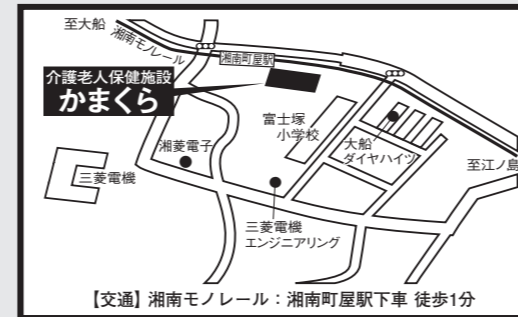 至大船
湘南モノレール
湘南町屋駅
介護老人保健施設
かまくら
富士塚
小学校
大船
ダイヤハイツ
至江ノ島
湘菱電子
三菱電機
三菱電機
エンジニアリング
【交通】湘南モノレール：湘南町屋駅下車 徒歩1分